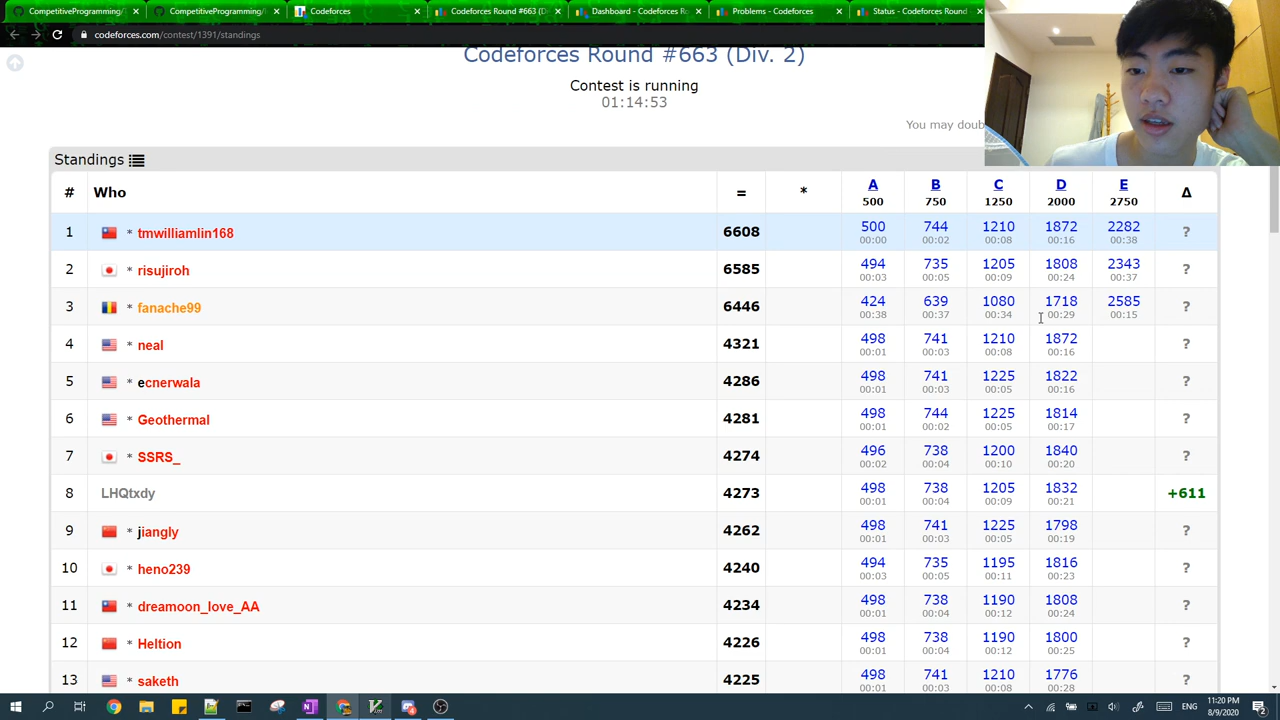 CompetitiveProgramming/
CompetitiveProgramming/
Codeforces
Codeforces Round #663 (Di
Dashboard - Codeforces Ro
Problems - Codeforces
Status - Codeforces Round
codeforces.com/contest/1391/standings
Codeforces Round #663 (Div. 2)
Contest is running
01:14:53
You may doub
Standings
# Who = * A B C D E Δ
500 750 1250 2000 2750
1 * tmwilliamlin168 6608 500 744 1210 1872 2282 ?
00:00 00:02 00:08 00:16 00:38
2 * risujiroh 6585 494 735 1205 1808 2343 ?
00:03 00:05 00:09 00:24 00:37
3 * fanache99 6446 424 639 1080 1718 2585 ?
00:38 00:37 00:34 00:29 00:15
4 * neal 4321 498 741 1210 1872 ?
00:01 00:03 00:08 00:16
5 * ecnerwala 4286 498 741 1225 1822 ?
00:01 00:03 00:05 00:16
6 * Geothermal 4281 498 744 1225 1814 ?
00:01 00:02 00:05 00:17
7 * SSRS_ 4274 496 738 1200 1840 ?
00:02 00:04 00:10 00:20
8 LHQtxdy 4273 498 738 1205 1832 +611
00:01 00:04 00:09 00:21
9 * jiangly 4262 498 741 1225 1798 ?
00:01 00:03 00:05 00:19
10 * heno239 4240 494 735 1195 1816 ?
00:03 00:05 00:11 00:23
11 * dreamoon_love_AA 4234 498 738 1190 1808 ?
00:01 00:04 00:12 00:24
12 * Heltion 4226 498 738 1190 1800 ?
00:01 00:04 00:12 00:25
13 * saketh 4225 498 741 1210 1776 ?
00:01 00:03 00:08 00:28
ENG
11:20 PM
8/9/2020
2